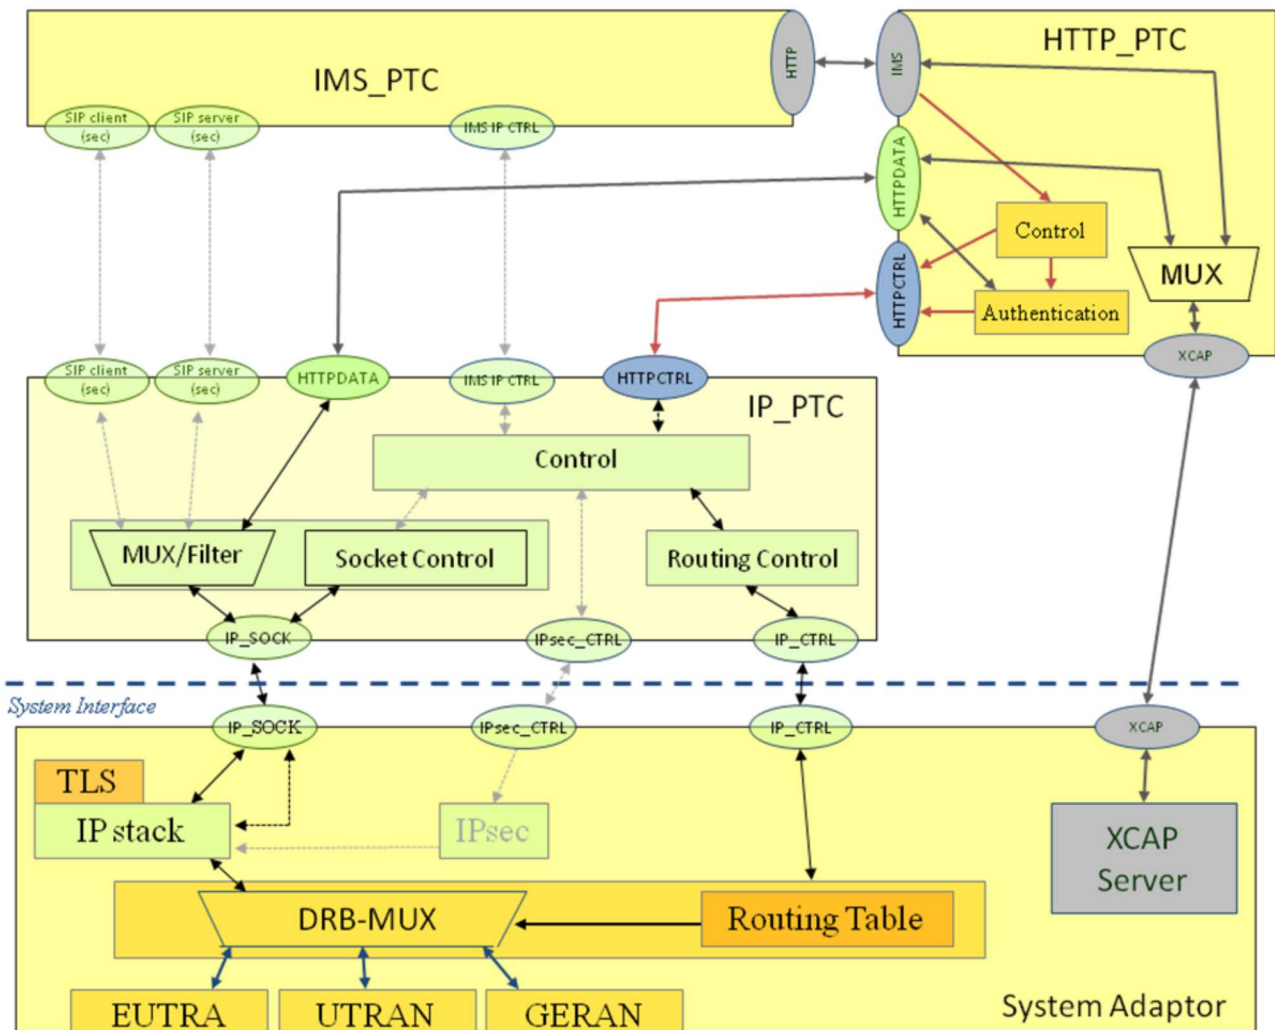 IMS_PTC
HTTP
IMS
HTTP_PTC
SIP client
(sec)
SIP server
(sec)
IMS IP CTRL
HTTPDATA
Control
HTTPCTRL
MUX
Authentication
XCAP
SIP client
(sec)
SIP server
(sec)
HTTPDATA
IMS IP CTRL
HTTPCTRL
IP_PTC
Control
MUX/Filter
Socket Control
Routing Control
IP_SOCK
IPsec_CTRL
IP_CTRL
System Interface
IP_SOCK
IPsec_CTRL
IP_CTRL
XCAP
TLS
IP stack
IPsec
XCAP
Server
DRB-MUX
Routing Table
EUTRA
UTRAN
GERAN
System Adaptor